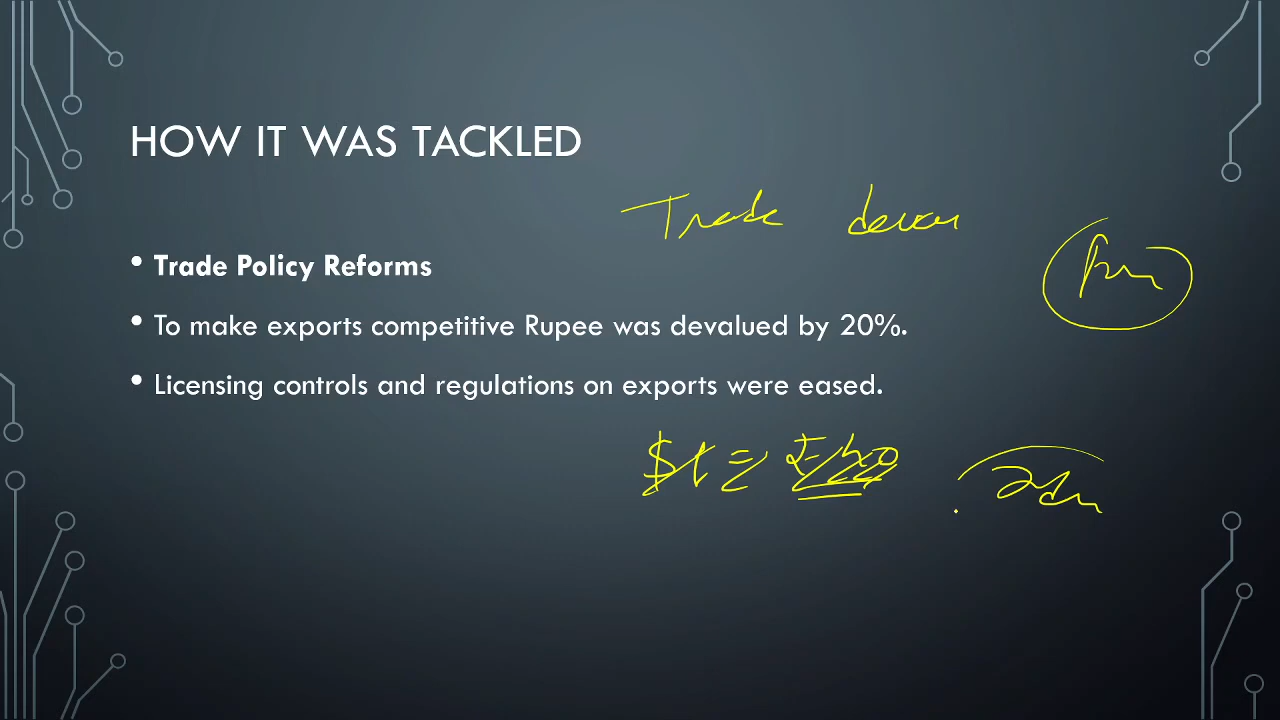 HOW IT WAS TACKLED
Trade
• Trade Policy Reforms
• To make exports competitive Rupee was devalued by 20%.
• Licensing controls and regulations on exports were eased.